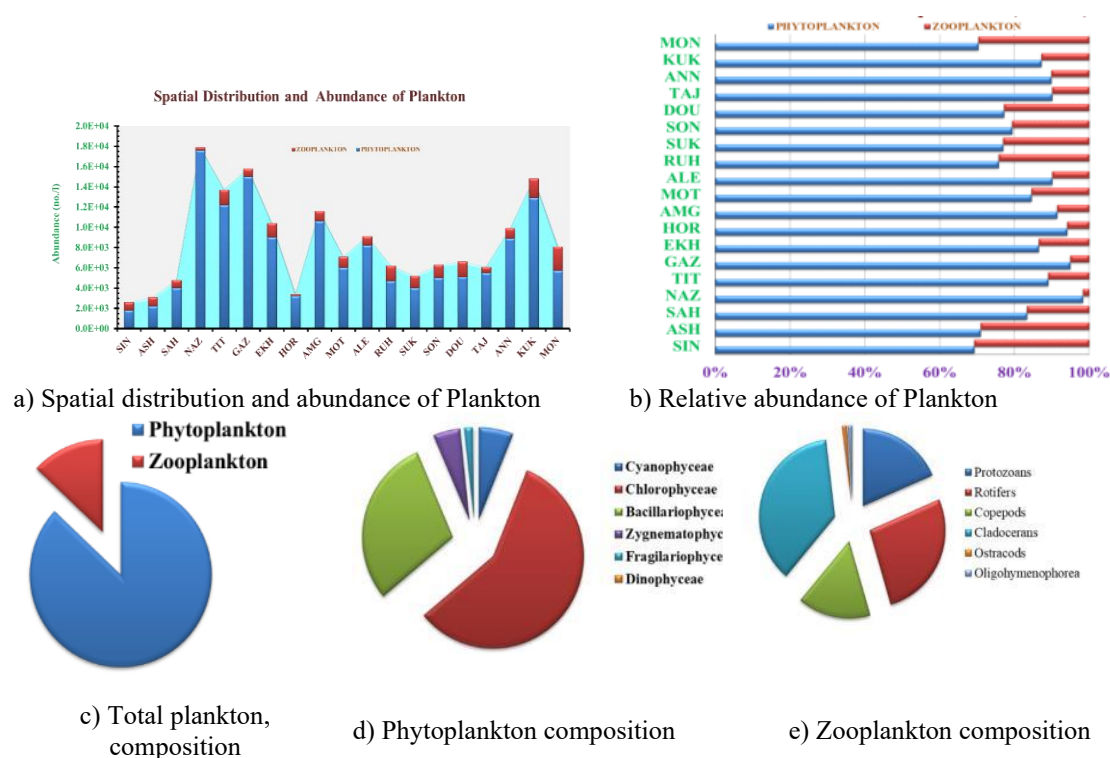 Spatial Distribution and Abundance of Plankton
ZOOPLANKTON PHYTOPLANKTON
Abundance (no./l)
2.0E+04
1.8E+04
1.6E+04
1.4E+04
1.2E+04
1.0E+04
8.0E+03
6.0E+03
4.0E+03
2.0E+03
0.0E+00
SIN ASH SAH NAZ TIT GAZ EKH HOR AMG MOT ALE RUH SUK SON DOU TAJ ANN KUK MON
a) Spatial distribution and abundance of Plankton
PHYTOPLANKTON ZOOPLANKTON
MON
KUK
ANN
TAJ
DOU
SON
SUK
RUH
ALE
MOT
AMG
HOR
EKH
GAZ
TIT
NAZ
SAH
ASH
SIN
0% 20% 40% 60% 80% 100%
b) Relative abundance of Plankton
Phytoplankton
Zooplankton
c) Total plankton,
composition
Cyanophyceae
Chlorophyceae
Bacillariophycea
Zygnematophyc
Fragilariophyce
Dinophyceae
d) Phytoplankton composition
Protozoans
Rotifers
Copepods
Cladocerans
Ostracods
Oligohymenophorea
e) Zooplankton composition